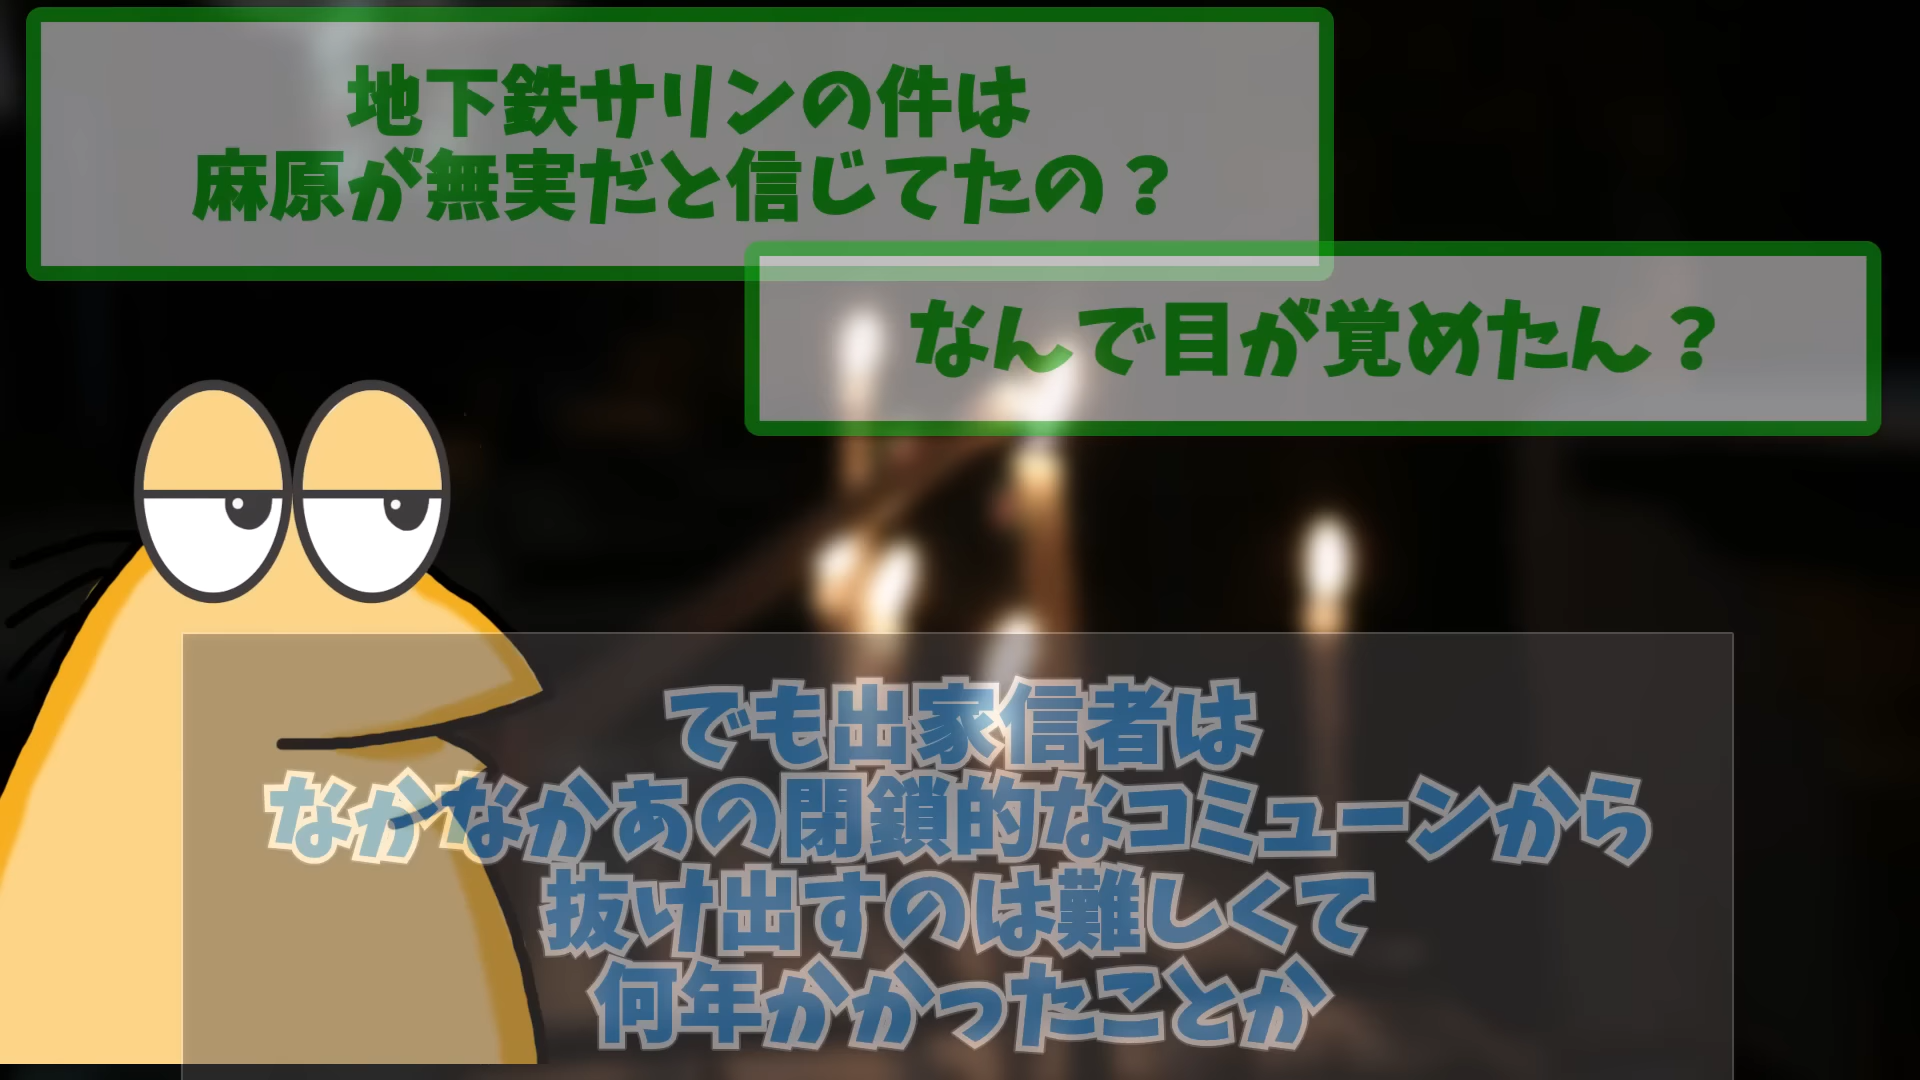 地下鉄サリンの件は
麻原が無実だと信じてたの？
なんで目が覚めたん？
でも出家信者は
なかなかあの閉鎖的なコミューンから
抜け出すのは難しくて
何年かかったことか